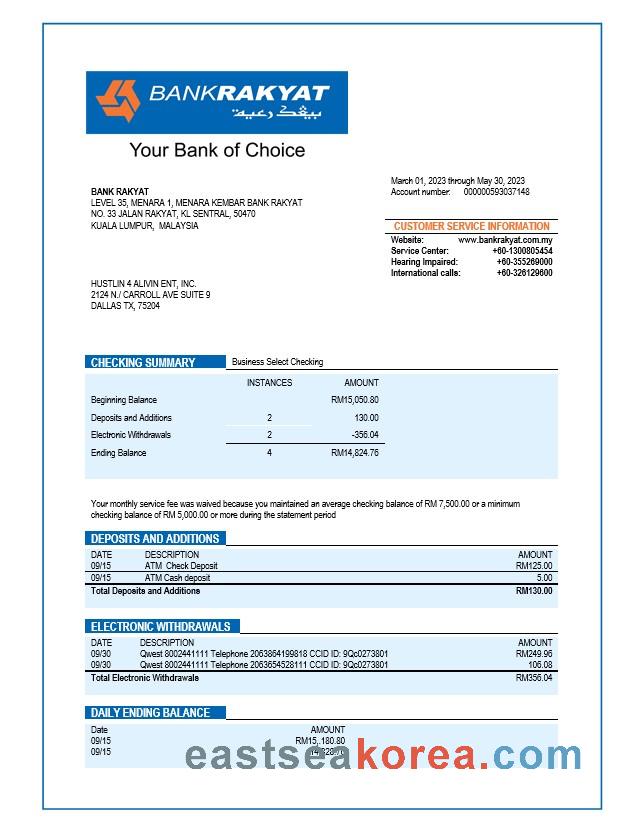 BANKRAKYAT
بيڠک رعية
Your Bank of Choice
March 01, 2023 through May 30, 2023
Account number: 000000593037148
BANK RAKYAT
LEVEL 35, MENARA 1, MENARA KEMBAR BANK RAKYAT
NO. 33 JALAN RAKYAT, KL SENTRAL, 50470
KUALA LUMPUR, MALAYSIA
CUSTOMER SERVICE INFORMATION
Website: www.bankrakyat.com.my
Service Center: +60-1300805454
Hearing Impaired: +60-355269000
International calls: +60-326129600
HUSTLIN 4 ALIVIN ENT, INC.
2124 N./ CARROLL AVE SUITE 9
DALLAS TX, 75204
CHECKING SUMMARY Business Select Checking
INSTANCES AMOUNT
Beginning Balance RM15,050.80
Deposits and Additions 2 130.00
Electronic Withdrawals 2 -356.04
Ending Balance 4 RM14,824.76
Your monthly service fee was waived because you maintained an average checking balance of RM 7,500.00 or a minimum
checking balance of RM 5,000.00 or more during the statement period
DEPOSITS AND ADDITIONS
DATE DESCRIPTION AMOUNT
09/15 ATM Check Deposit RM125.00
09/15 ATM Cash deposit 5.00
Total Deposits and Additions RM130.00
ELECTRONIC WITHDRAWALS
DATE DESCRIPTION AMOUNT
09/30 Qwest 8002441111 Telephone 2063864199818 CCID ID: 9Qc0273801 RM249.96
09/30 Qwest 8002441111 Telephone 2063654528111 CCID ID: 9Qc0273801 106.08
Total Electronic Withdrawals RM356.04
DAILY ENDING BALANCE
Date AMOUNT
09/15 RM15,.180.80
09/15
eastseakorea.com